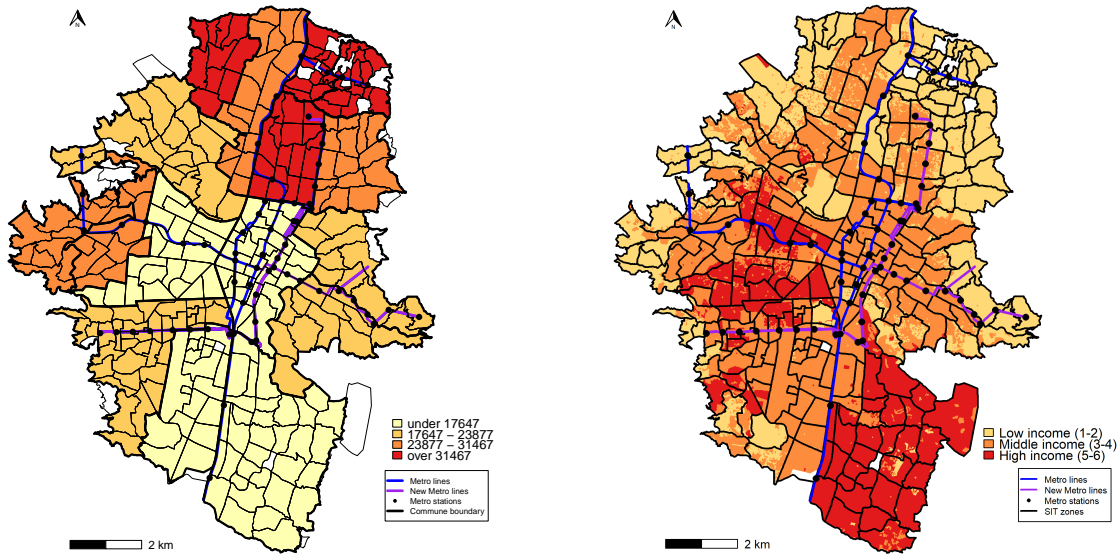 N
under 17647
17647 − 23877
23877 − 31467
over 31467
Metro lines
New Metro lines
Metro stations
Commune boundary
2 km
N
Low income (1-2)
Middle income (3-4)
High income (5-6)
Metro lines
New Metro lines
Metro stations
SIT zones
2 km